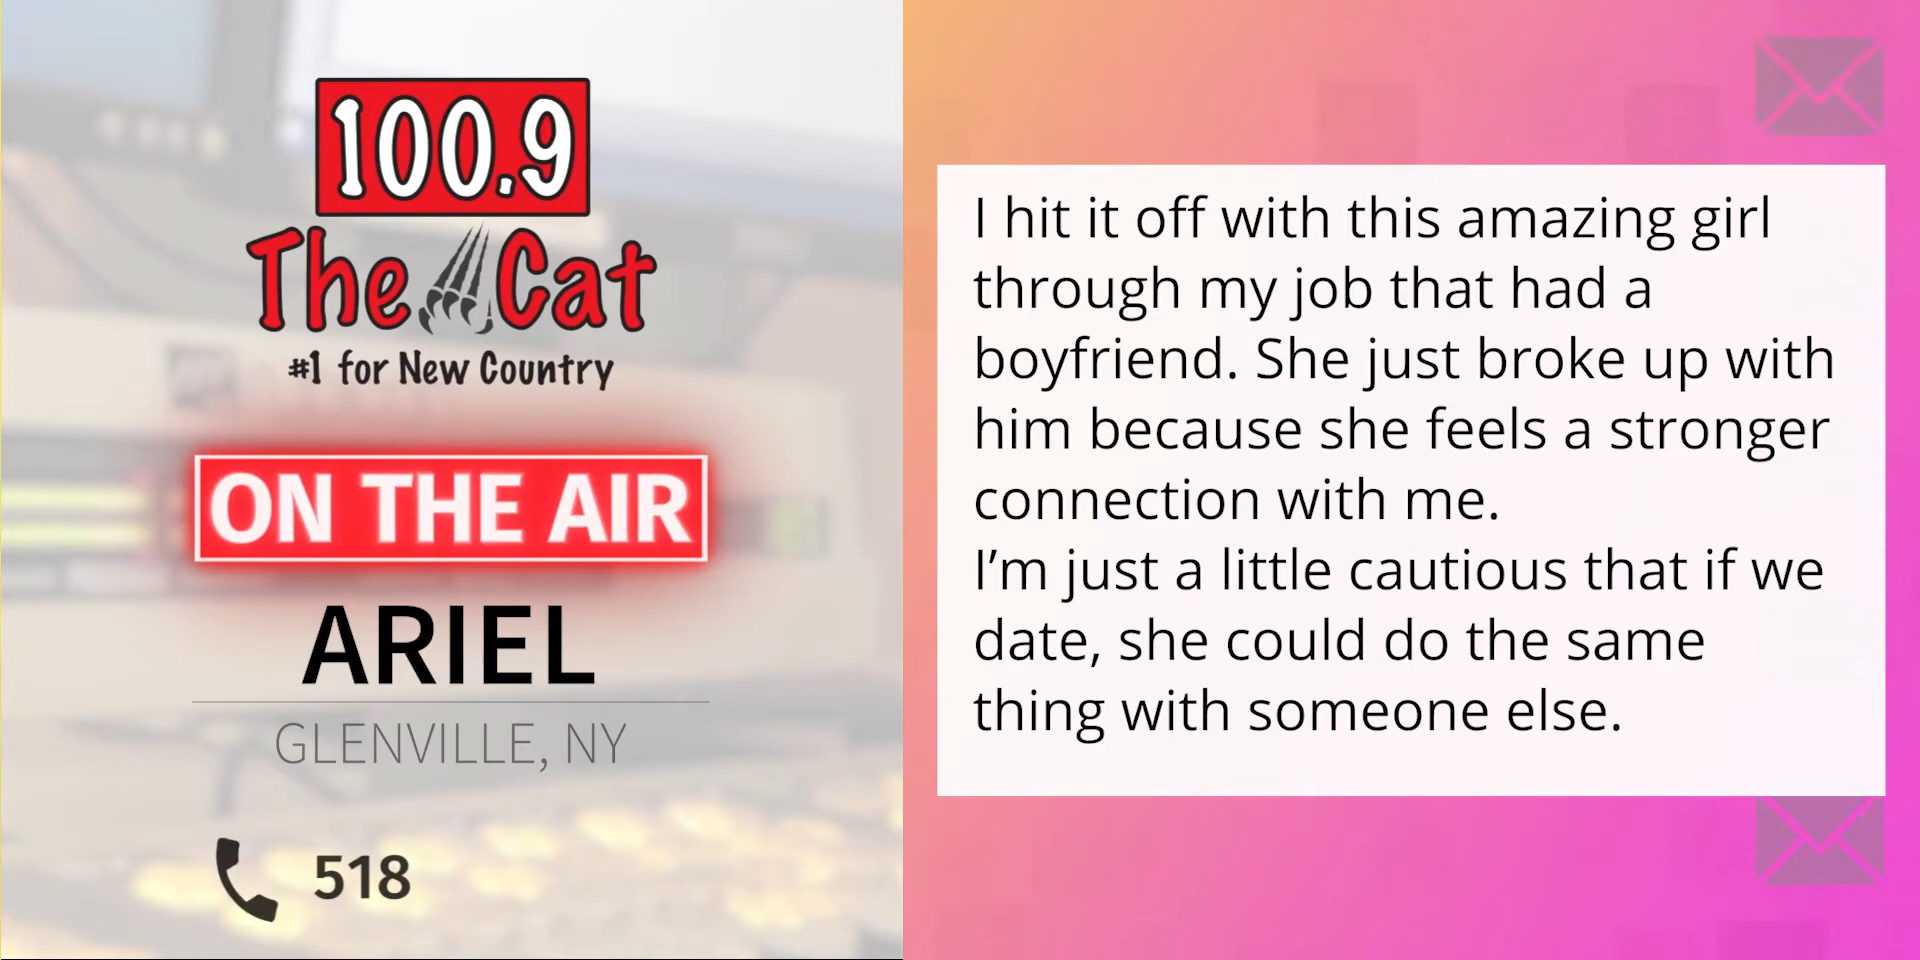 100.9
The Cat
#1 for New Country
ON THE AIR
ARIEL
GLENVILLE, NY
518
I hit it off with this amazing girl
through my job that had a
boyfriend. She just broke up with
him because she feels a stronger
connection with me.
I’m just a little cautious that if we
date, she could do the same
thing with someone else.